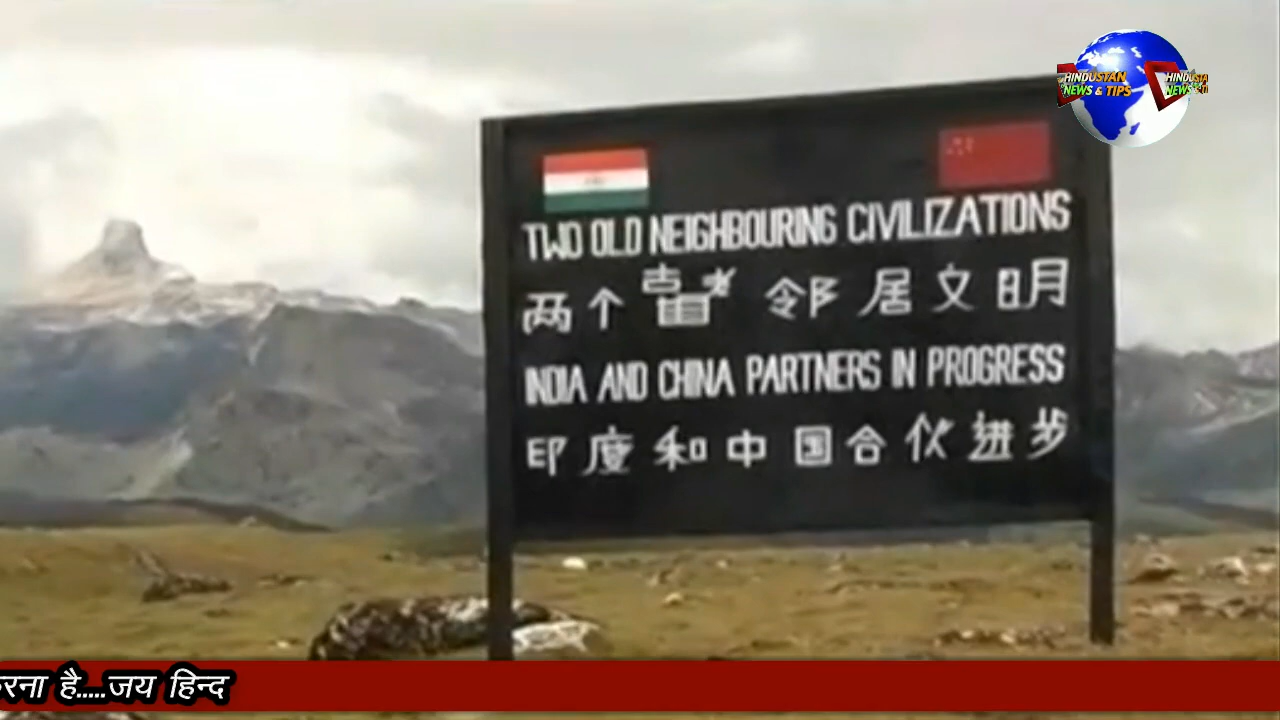 HINDUSTAN
NEWS & TIPS
TWO OLD NEIGHBOURING CIVILIZATIONS
两个 邻居文明
INDIA AND CHINA PARTNERS IN PROGRESS
印度和中国合伙进步
है....जय हिन्द